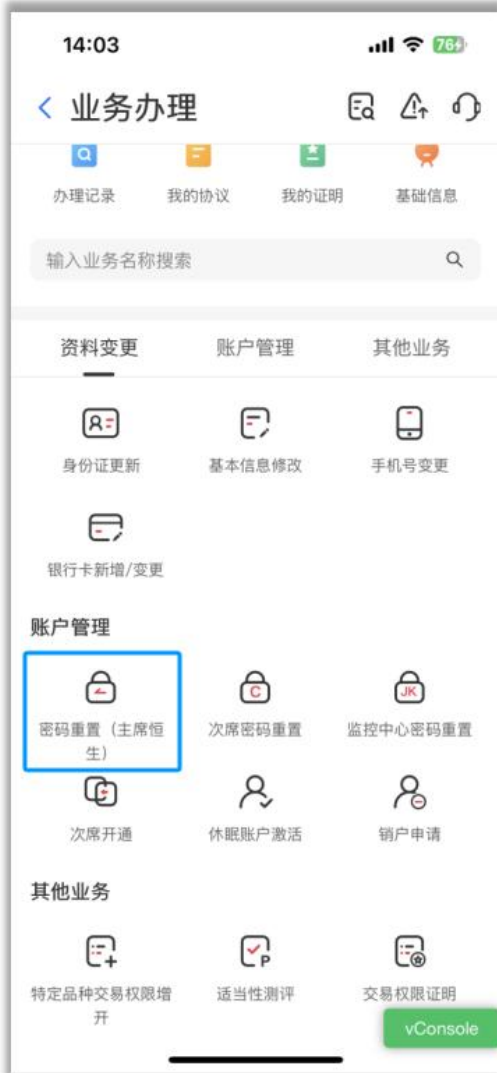 14:03
76
业务办理
办理记录 我的协议 我的证明 基础信息
输入业务名称搜索
资料变更 账户管理 其他业务
身份证更新 基本信息修改 手机号变更
银行卡新增/变更
账户管理
C JK
密码重置（主席恒 次席密码重置 监控中心密码重置
生）
次席开通 休眠账户激活 销户申请
其他业务
P
特定品种交易权限增 适当性测评 交易权限证明
开
vConsole